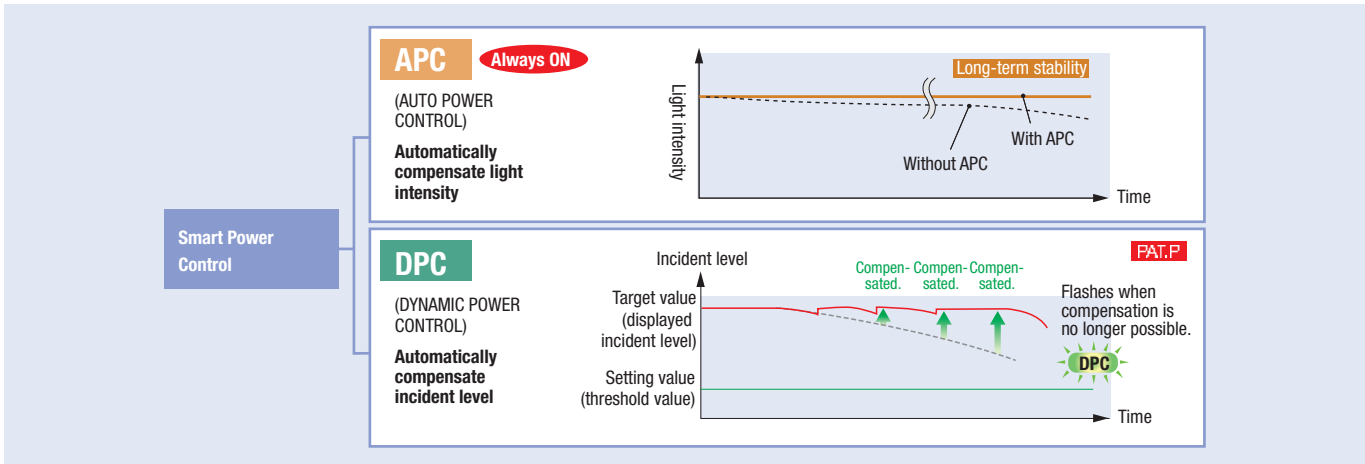 Smart Power
Control
APC
Always ON
(AUTO POWER
CONTROL)
Automatically
compensate light
intensity
Light intensity
Long-term stability
With APC
Without APC
Time
DPC
(DYNAMIC POWER
CONTROL)
Automatically
compensate
incident level
PAT.P
Incident level
Target value
(displayed
incident level)
Setting value
(threshold value)
Compen-
sated.
Compen-
sated.
Compen-
sated.
Flashes when
compensation is
no longer possible.
DPC
Time